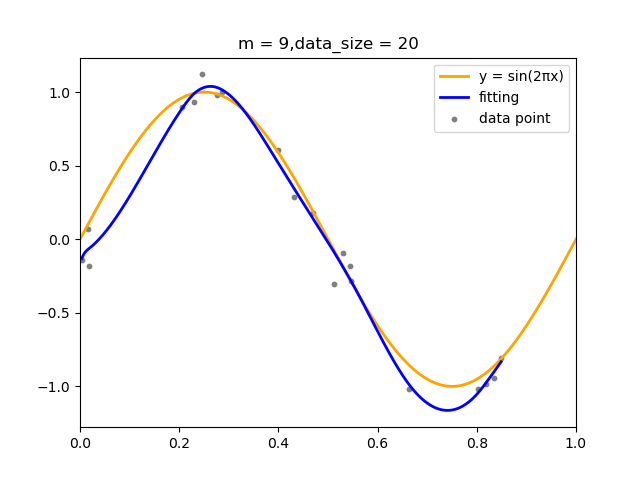 m = 9,data_size = 20
y = sin(2πx)
fitting
data point
1.0
0.5
0.0
−0.5
−1.0
0.0 0.2 0.4 0.6 0.8 1.0